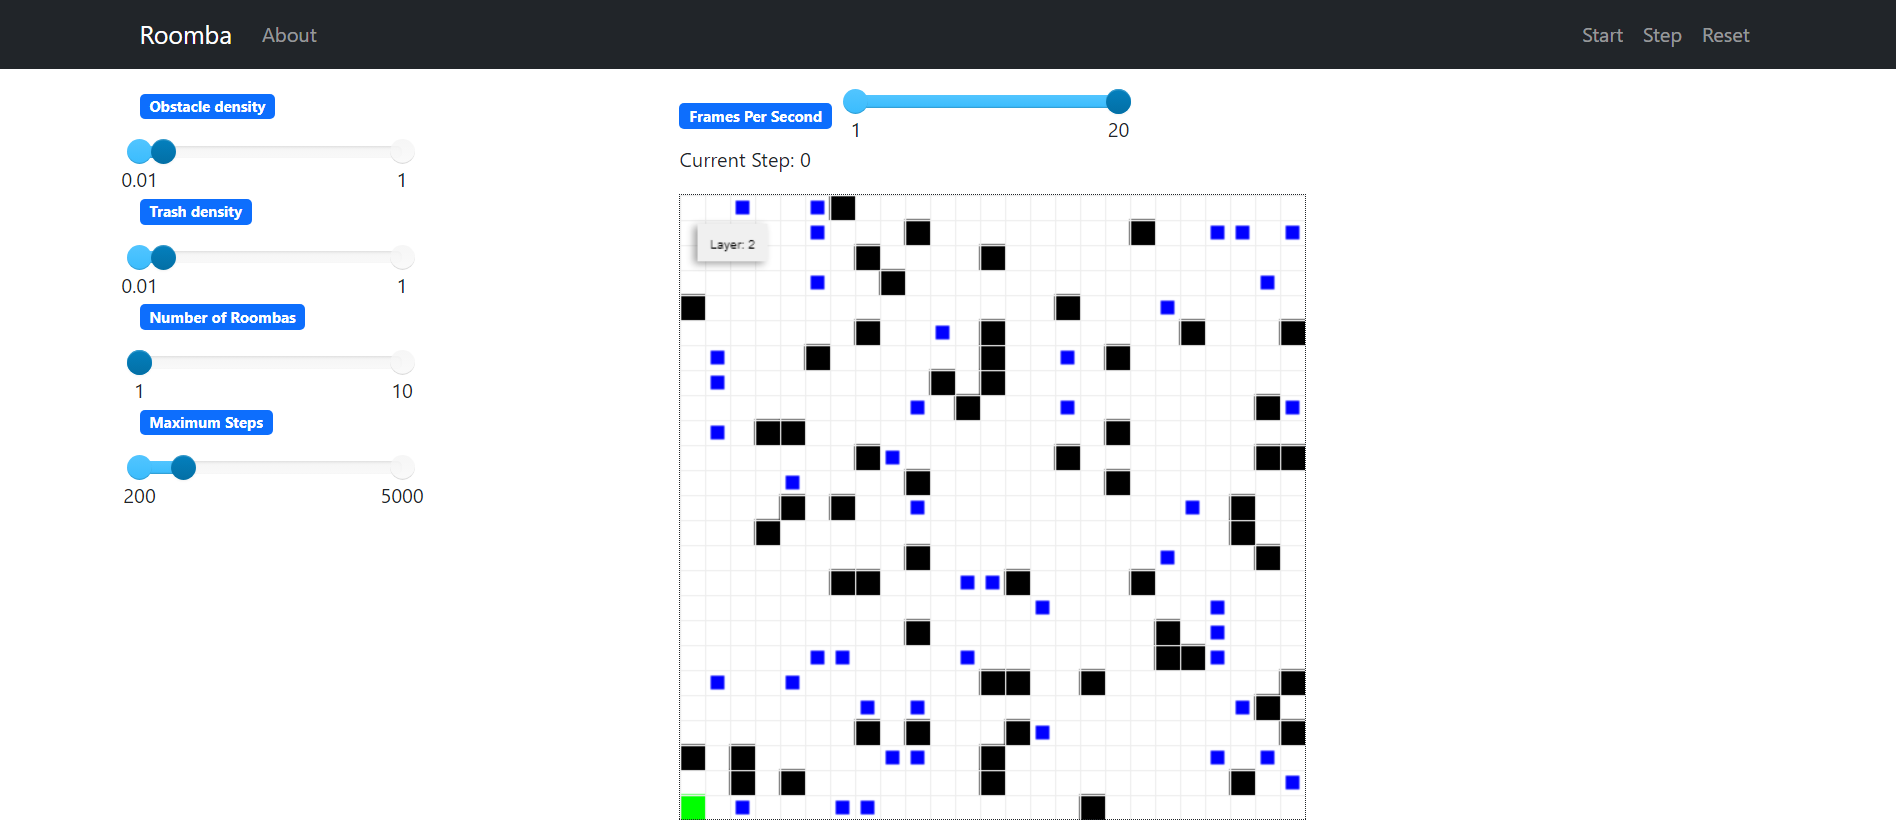 Roomba About Start Step Reset
Obstacle density
0.01 1
Trash density
0.01 1
Number of Roombas
1 10
Maximum Steps
200 5000
Frames Per Second
1 20
Current Step: 0
Layer: 2